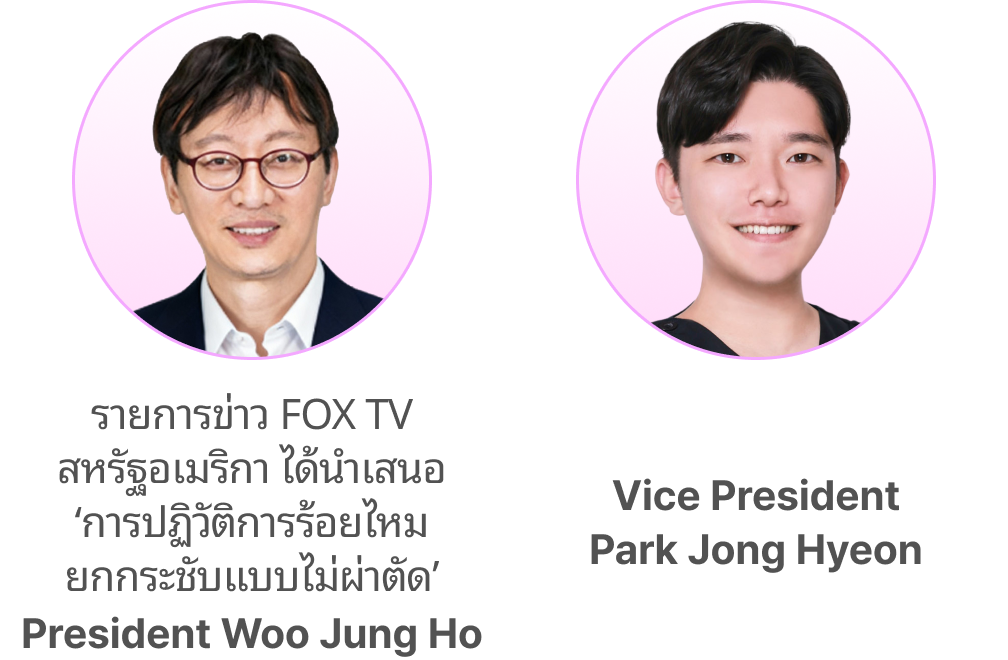 รายการข่าว FOX TV
สหรัฐอเมริกา ได้นำเสนอ
‘การปฏิวัติการร้อยไหม
ยกกระชับแบบไม่ผ่าตัด’
President Woo Jung Ho
Vice President
Park Jong Hyeon